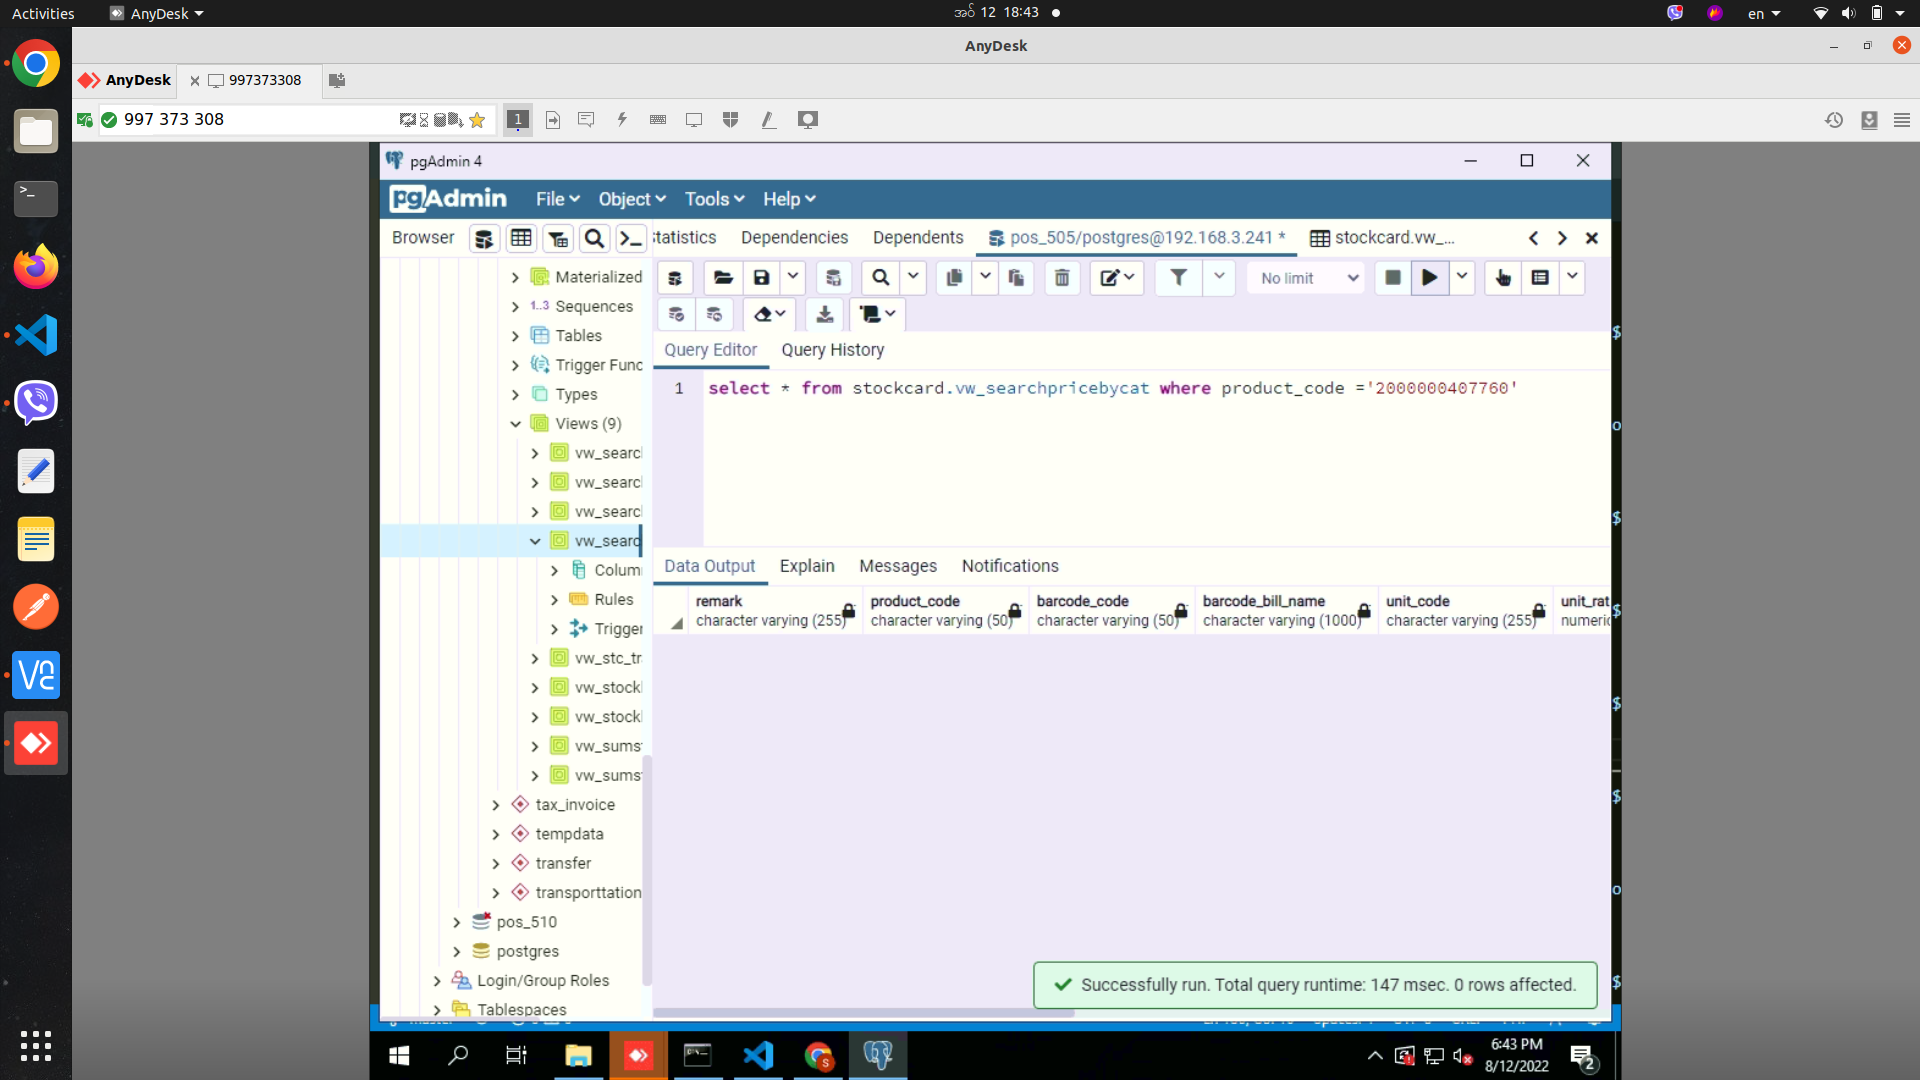 Activities
AnyDesk
အင် 12 18:43
en
AnyDesk
AnyDesk
997373308
997 373 308
1
pgAdmin 4
pgAdmin
File
Object
Tools
Help
Browser
Statistics
Dependencies
Dependents
pos_505/postgres@192.168.3.241 *
stockcard.vw_...
Materialized
1..3 Sequences
Tables
Trigger Func
Types
Views (9)
vw_searc
vw_searc
vw_searc
vw_searc
Colum
Rules
Trigger
vw_stc_tr
vw_stock
vw_stock
vw_sums
vw_sums
tax_invoice
tempdata
transfer
transporttation
pos_510
postgres
Login/Group Roles
Tablespaces
No limit
Query Editor
Query History
1
select * from stockcard.vw_searchpricebycat where product_code ='2000000407760'
Data Output
Explain
Messages
Notifications
remark
character varying (255)
product_code
character varying (50)
barcode_code
character varying (50)
barcode_bill_name
character varying (1000)
unit_code
character varying (255)
unit_rat
numeric
Successfully run. Total query runtime: 147 msec. 0 rows affected.
6:43 PM
8/12/2022
2